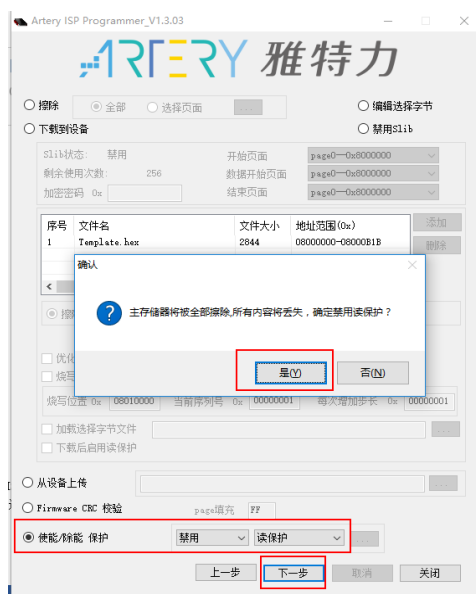 Artery ISP Programmer_V1.3.03
ARTERY 雅特力
擦除 全部 选择页面 ... 编辑选择字节
下载到设备 禁用Slib
Slib状态: 禁用 开始页面 page0—0x8000000
剩余使用次数: 256 数据开始页面 page0—0x8000000
加密密码 0x 结束页面 page0—0x8000000
序号 文件名 文件大小 地址范围(0x) 添加
1 Template.hex 2844 08000000-08000B1B 删除
确认
主存储器将被全部擦除,所有内容将丢失，确定禁用读保护？
是(Y) 否(N)
优化
烧写
烧写位置 0x 08010000 当前序列号 0x 00000001 每次增加步长 0x 00000001
加载选择字节文件 ...
下载后启用读保护
从设备上传 ...
Firmware CRC 校验 page填充 FF
使能/除能 保护 禁用 读保护 ...
上一步 下一步 取消 关闭